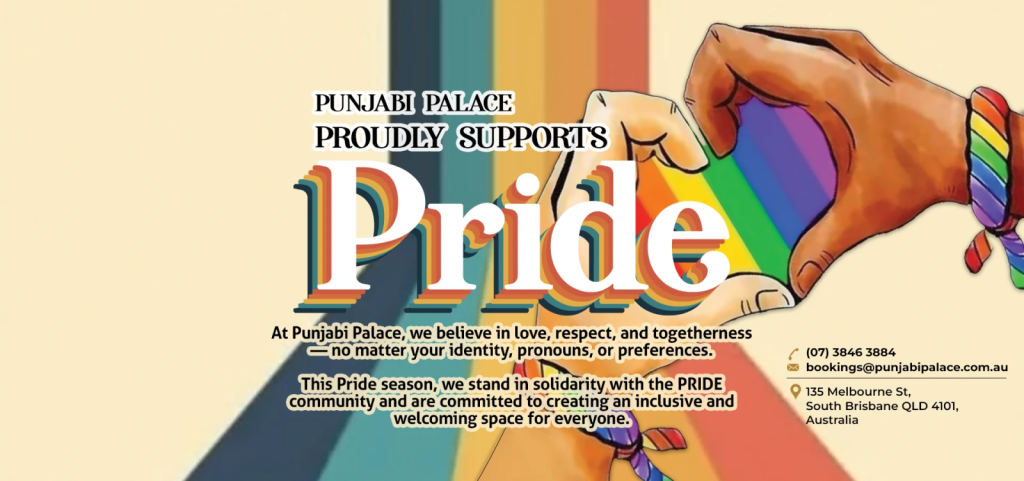 PUNJABI PALACE
PROUDLY SUPPORTS
Pride
At Punjabi Palace, we believe in love, respect, and togetherness
— no matter your identity, pronouns, or preferences.
This Pride season, we stand in solidarity with the PRIDE
community and are committed to creating an inclusive and
welcoming space for everyone.
(07) 3846 3884
bookings@punjabipalace.com.au
135 Melbourne St,
South Brisbane QLD 4101,
Australia